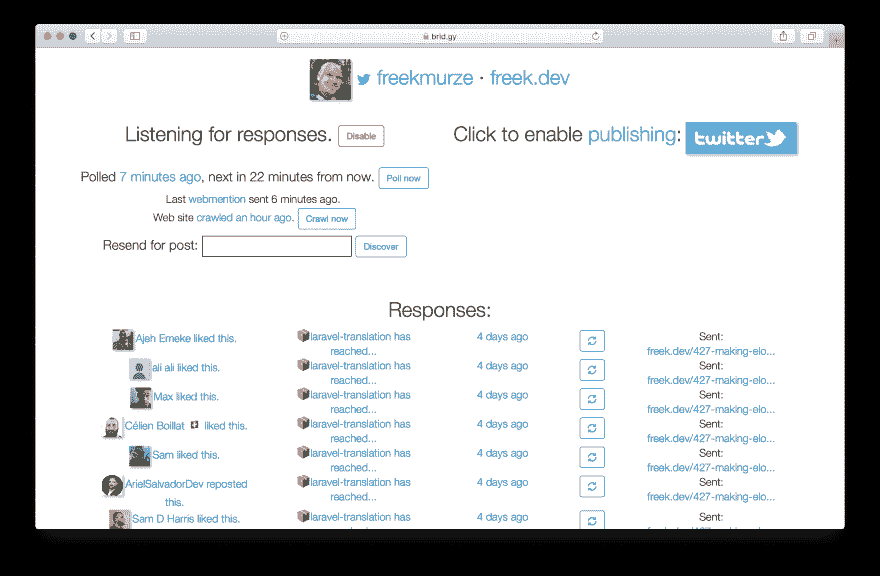 brid.gy
freekmurze · freek.dev
Listening for responses. Disable
Click to enable publishing: twitter
Polled 7 minutes ago, next in 22 minutes from now. Poll now
Last webmention sent 6 minutes ago.
Web site crawled an hour ago. Crawl now
Resend for post: Discover
Responses:
Ajeh Emeke liked this. laravel-translation has 4 days ago Sent:
reached... freek.dev/427-making-elo...
ali ali liked this. laravel-translation has 4 days ago Sent:
reached... freek.dev/427-making-elo...
Max liked this. laravel-translation has 4 days ago Sent:
reached... freek.dev/427-making-elo...
Célien Boillat liked this. laravel-translation has 4 days ago Sent:
reached... freek.dev/427-making-elo...
Sam liked this. laravel-translation has 4 days ago Sent:
reached... freek.dev/427-making-elo...
ArielSalvadorDev reposted laravel-translation has 4 days ago Sent:
this. reached... freek.dev/427-making-elo...
Sam D Harris liked this. laravel-translation has 4 days ago Sent: